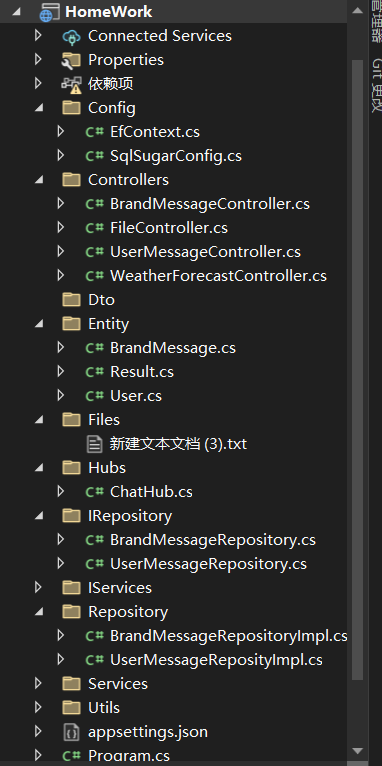 HomeWork
Connected Services
Properties
依赖项
Config
C# EfContext.cs
C# SqlSugarConfig.cs
Controllers
C# BrandMessageController.cs
C# FileController.cs
C# UserMessageController.cs
C# WeatherForecastController.cs
Dto
Entity
C# BrandMessage.cs
C# Result.cs
C# User.cs
Files
新建文本文档 (3).txt
Hubs
C# ChatHub.cs
IRepository
C# BrandMessageRepository.cs
C# UserMessageRepository.cs
IServices
Repository
C# BrandMessageRepositoryImpl.cs
C# UserMessageReposityImpl.cs
Services
Utils
appsettings.json
C# Program.cs
管理器
Git 更改